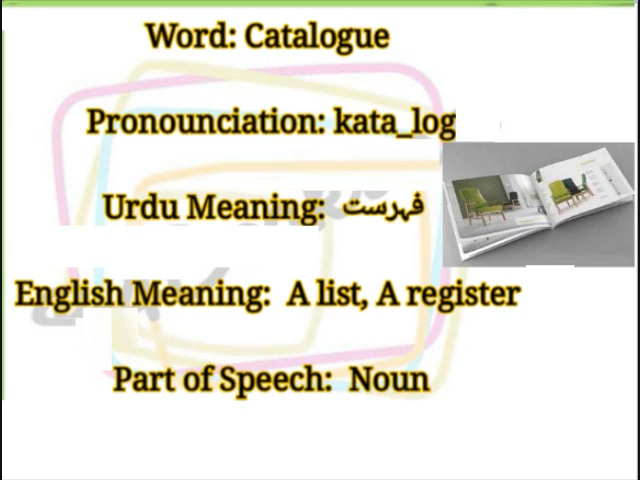 Word: Catalogue
Pronounciation: kata_log
Urdu Meaning: فہرست
English Meaning: A list, A register
Part of Speech: Noun